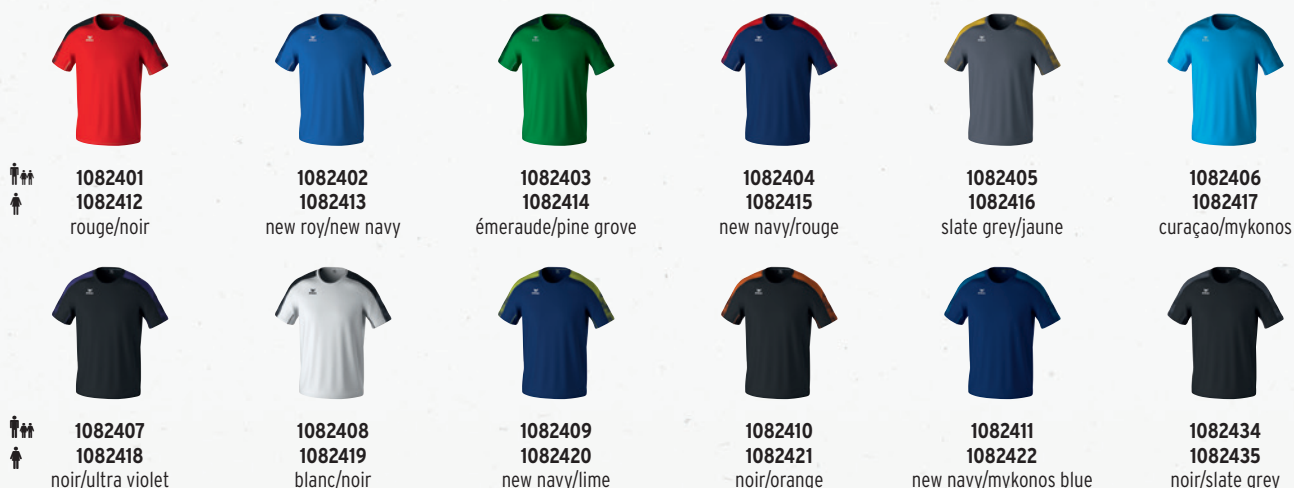 1082401 1082402 1082403 1082404 1082405 1082406
1082412 1082413 1082414 1082415 1082416 1082417
rouge/noir new roy/new navy émeraude/pine grove new navy/rouge slate grey/jaune curaçao/mykonos
1082407 1082408 1082409 1082410 1082411 1082434
1082418 1082419 1082420 1082421 1082422 1082435
noir/ultra violet blanc/noir new navy/lime noir/orange new navy/mykonos blue noir/slate grey